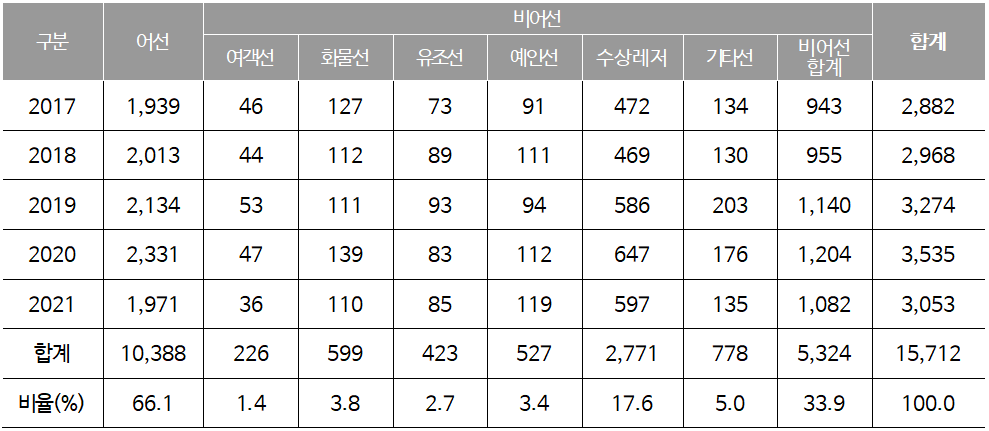 구분 어선 비어선 합계
여객선 화물선 유조선 예인선 수상레저 기타선 비어선 합계
2017 1,939 46 127 73 91 472 134 943 2,882
2018 2,013 44 112 89 111 469 130 955 2,968
2019 2,134 53 111 93 94 586 203 1,140 3,274
2020 2,331 47 139 83 112 647 176 1,204 3,535
2021 1,971 36 110 85 119 597 135 1,082 3,053
합계 10,388 226 599 423 527 2,771 778 5,324 15,712
비율(%) 66.1 1.4 3.8 2.7 3.4 17.6 5.0 33.9 100.0